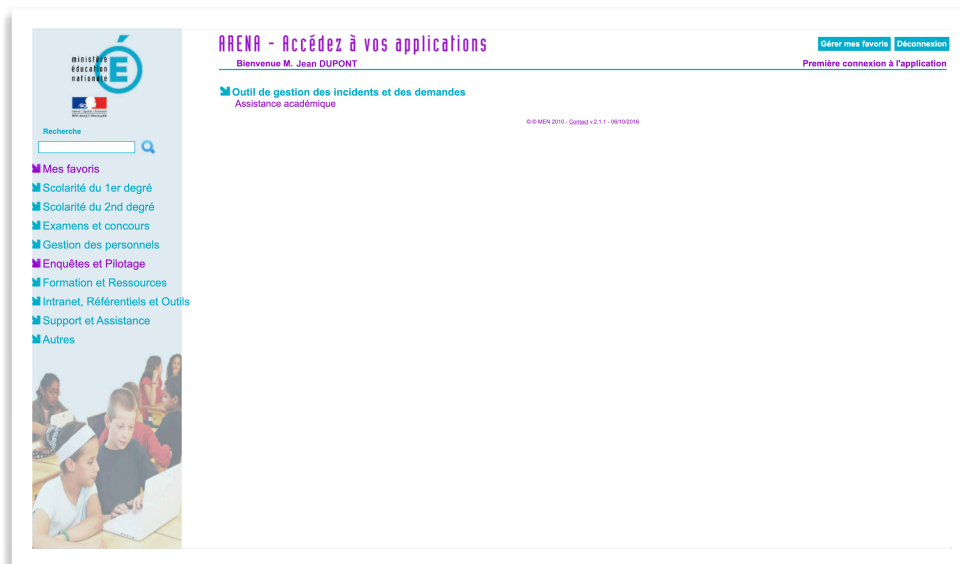 ministère
éducation
nationale
É
RÉPUBLIQUE FRANÇAISE
Recherche
Mes favoris
Scolarité du 1er degré
Scolarité du 2nd degré
Examens et concours
Gestion des personnels
Enquêtes et Pilotage
Formation et Ressources
Intranet, Référentiels et Outils
Support et Assistance
Autres
ARENA - Accédez à vos applications
Gérer mes favoris Déconnexion
Bienvenue M. Jean DUPONT
Première connexion à l'application
Outil de gestion des incidents et des demandes
Assistance académique
© © MEN 2010 - Contact v 2.1.1 - 06/10/2016